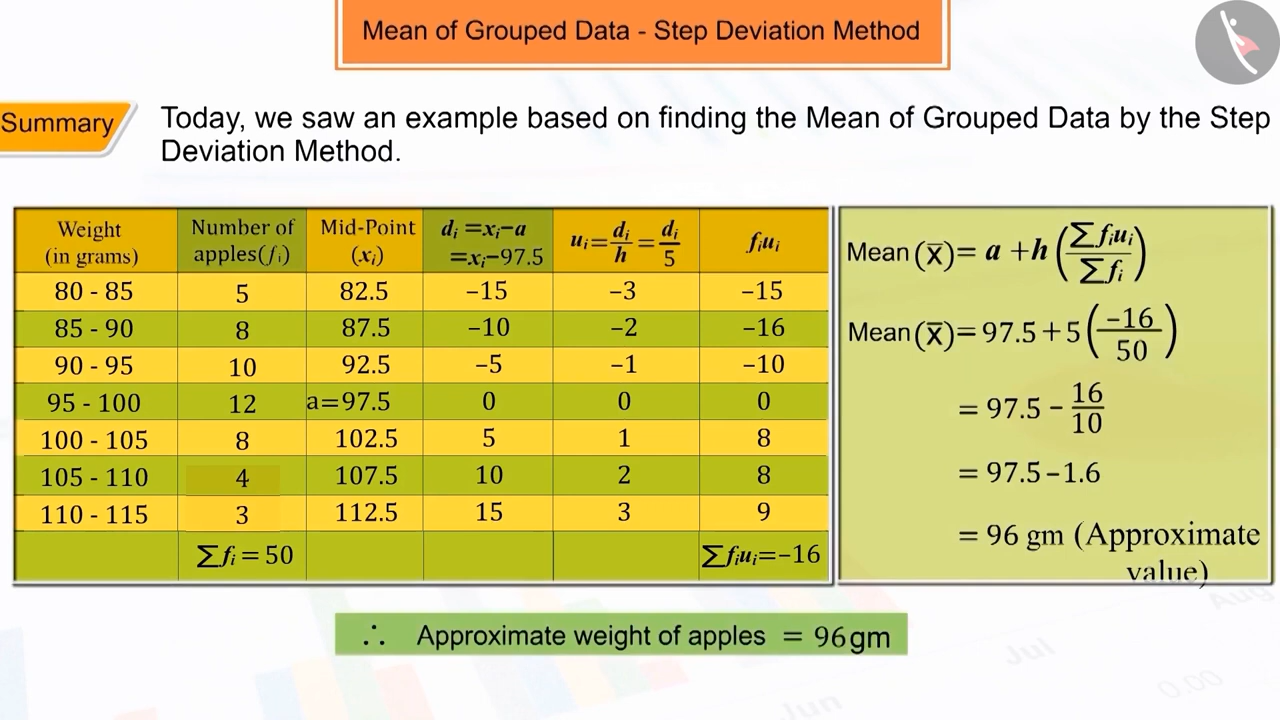 Mean of Grouped Data - Step Deviation Method
Summary
Today, we saw an example based on finding the Mean of Grouped Data by the Step
Deviation Method.
Weight (in grams) | Number of apples(fᵢ) | Mid-Point (xᵢ) | dᵢ =xᵢ–a =xᵢ–97.5 | uᵢ= dᵢ/h = dᵢ/5 | fᵢuᵢ
80 - 85 | 5 | 82.5 | –15 | –3 | –15
85 - 90 | 8 | 87.5 | –10 | –2 | –16
90 - 95 | 10 | 92.5 | –5 | –1 | –10
95 - 100 | 12 | a=97.5 | 0 | 0 | 0
100 - 105 | 8 | 102.5 | 5 | 1 | 8
105 - 110 | 4 | 107.5 | 10 | 2 | 8
110 - 115 | 3 | 112.5 | 15 | 3 | 9
∑fᵢ = 50 | ∑fᵢuᵢ=–16
Mean (x̅)= a +h (∑fᵢuᵢ/∑fᵢ)
Mean (x̅)= 97.5+5(–16/50)
= 97.5 – 16/10
= 97.5–1.6
= 96 gm (Approximate
value)
∴ Approximate weight of apples = 96gm
Aug
Jul
Jun
0.00